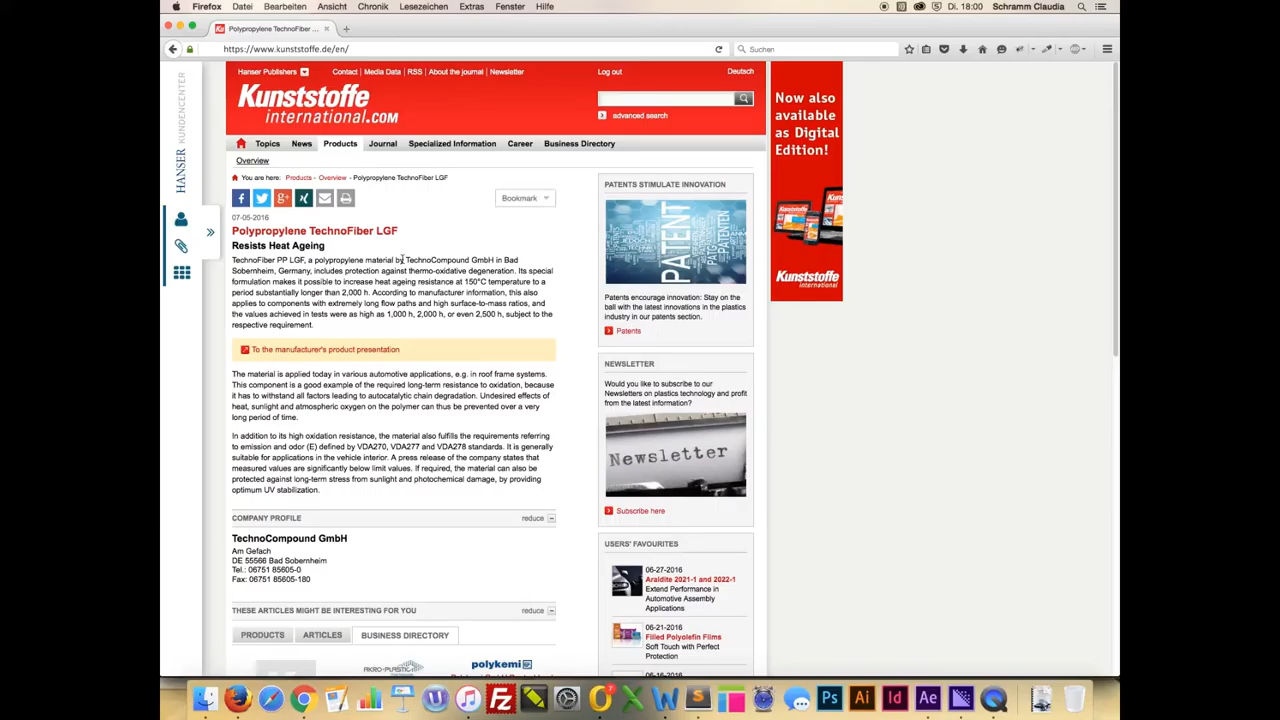 Firefox Datei Bearbeiten Ansicht Chronik Lesezeichen Extras Fenster Hilfe Di. 18:00 Schramm Claudia
Polypropylene TechnoFiber ...
https://www.kunststoffe.de/en/ Suchen
Hanser Publishers Contact | Media Data | RSS | About the journal | Newsletter Log out Deutsch
Kunststoffe
international.com
advanced search
Topics News Products Journal Specialized Information Career Business Directory
Overview
You are here: Products - Overview - Polypropylene TechnoFiber LGF
Bookmark
07-05-2016
Polypropylene TechnoFiber LGF
Resists Heat Ageing
TechnoFiber PP LGF, a polypropylene material by TechnoCompound GmbH in Bad
Sobernheim, Germany, includes protection against thermo-oxidative degeneration. Its special
formulation makes it possible to increase heat ageing resistance at 150°C temperature to a
period substantially longer than 2,000 h. According to manufacturer information, this also
applies to components with extremely long flow paths and high surface-to-mass ratios, and
the values achieved in tests were as high as 1,000 h, 2,000 h, or even 2,500 h, subject to the
respective requirement.
To the manufacturer's product presentation
The material is applied today in various automotive applications, e.g. in roof frame systems.
This component is a good example of the required long-term resistance to oxidation, because
it has to withstand all factors leading to autocatalytic chain degradation. Undesired effects of
heat, sunlight and atmospheric oxygen on the polymer can thus be prevented over a very
long period of time.
In addition to its high oxidation resistance, the material also fulfills the requirements referring
to emission and odor (E) defined by VDA270, VDA277 and VDA278 standards. It is generally
suitable for applications in the vehicle interior. A press release of the company states that
measured values are significantly below limit values. If required, the material can also be
protected against long-term stress from sunlight and photochemical damage, by providing
optimum UV stabilization.
COMPANY PROFILE reduce
TechnoCompound GmbH
Am Gefach
DE 55566 Bad Sobernheim
Tel.: 06751 85605-0
Fax: 06751 85605-180
THESE ARTICLES MIGHT BE INTERESTING FOR YOU reduce
PRODUCTS ARTICLES BUSINESS DIRECTORY
AKRO-PLASTIC polykemi
PATENTS STIMULATE INNOVATION
PATENT
Patents encourage innovation: Stay on the
ball with the latest innovations in the plastics
industry in our patents section.
Patents
NEWSLETTER
Would you like to subscribe to our
Newsletters on plastics technology and profit
from the latest information?
Newsletter
Subscribe here
USERS' FAVOURITES
06-27-2016
Araldite 2021-1 and 2022-1
Extend Performance in
Automotive Assembly
Applications
06-21-2016
Filled Polyolefin Films
Soft Touch with Perfect
Protection
Now also
available
as Digital
Edition!
Kunststoffe
international.com
HANSER KUNDENCENTER
Fz Ps Ai Id Ae